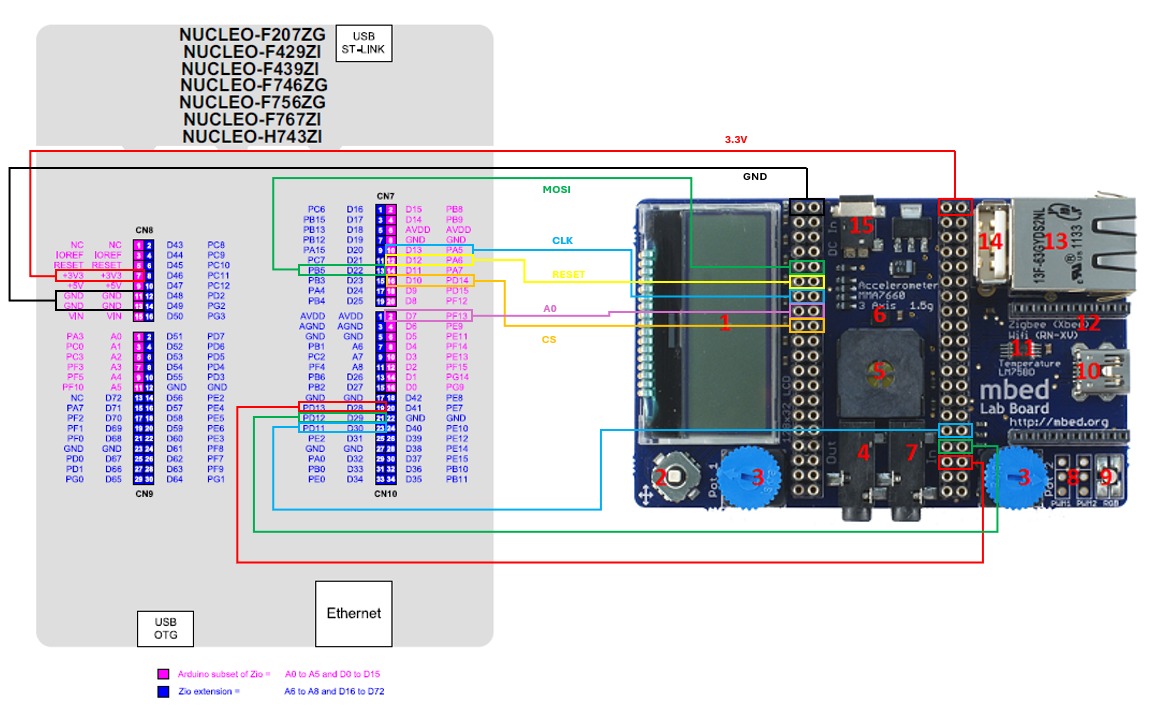 NUCLEO-F207ZG
NUCLEO-F429ZI
NUCLEO-F439ZI
NUCLEO-F746ZG
NUCLEO-F756ZG
NUCLEO-F767ZI
NUCLEO-H743ZI
USB
ST-LINK
3.3V
GND
MOSI
CLK
RESET
A0
CS
CN8
NC NC 1 2 D43 PC8
IOREF IOREF 3 4 D44 PC9
RESET RESET 5 6 D45 PC10
+3V3 +3V3 7 8 D46 PC11
+5V +5V 9 10 D47 PC12
GND GND 11 12 D48 PD2
GND GND 13 14 D49 PG2
VIN VIN 15 16 D50 PG3
PA3 A0 1 2 D51 PD7
PC0 A1 3 4 D52 PD6
PC3 A2 5 6 D53 PD5
PF3 A3 7 8 D54 PD4
PF5 A4 9 10 D55 PD3
PF10 A5 11 12 GND GND
NC D72 13 14 D56 PE2
PA7 D71 15 16 D57 PE4
PF2 D70 17 18 D58 PE5
PF1 D69 19 20 D59 PE6
PF0 D68 21 22 D60 PE3
GND GND 23 24 D61 PF8
PD0 D67 25 26 D62 PF7
PD1 D66 27 28 D63 PF9
PG0 D65 29 30 D64 PG1
CN9
CN7
PC6 D16 1 2 D15 PB8
PB15 D17 3 4 D14 PB9
PB13 D18 5 6 AVDD AVDD
PB12 D19 7 8 GND GND
PA15 D20 9 10 D13 PA5
PC7 D21 11 12 D12 PA6
PB5 D22 13 14 D11 PA7
PB3 D23 15 16 D10 PD14
PA4 D24 17 18 D9 PD15
PB4 D25 19 20 D8 PF12
AVDD AVDD 1 2 D7 PF13
AGND AGND 3 4 D6 PE9
GND GND 5 6 D5 PE11
PB1 A6 7 8 D4 PF14
PC2 A7 9 10 D3 PE13
PF4 A8 11 12 D2 PF15
PB6 D26 13 14 D1 PG14
PB2 D27 15 16 D0 PG9
GND GND 17 18 D42 PE8
PD13 D28 19 20 D41 PE7
PD12 D29 21 22 GND GND
PD11 D30 23 24 D40 PE10
PE2 D31 25 26 D39 PE12
GND GND 27 28 D38 PE14
PA0 D32 29 30 D37 PE15
PB0 D33 31 32 D36 PB10
PE0 D34 33 34 D35 PB11
CN10
USB
OTG
Ethernet
Arduino subset of Zio = A0 to A5 and D0 to D15
Zio extension = A6 to A8 and D16 to D72
DC In
15
14
13
13F-63GYDS2NL
1133
Accelerometer
MMA7660
3 Axis 1.5g
6
1
5
12
Zigbee (Xbee)
Wifi (RN-XV)
11
Temperature
LM75BD
10
mbed
Lab Board
http://mbed.org
LCD
2
Pot 1
3
Out
4
7
In
3
8
9
PWM1 PWM2 RGB